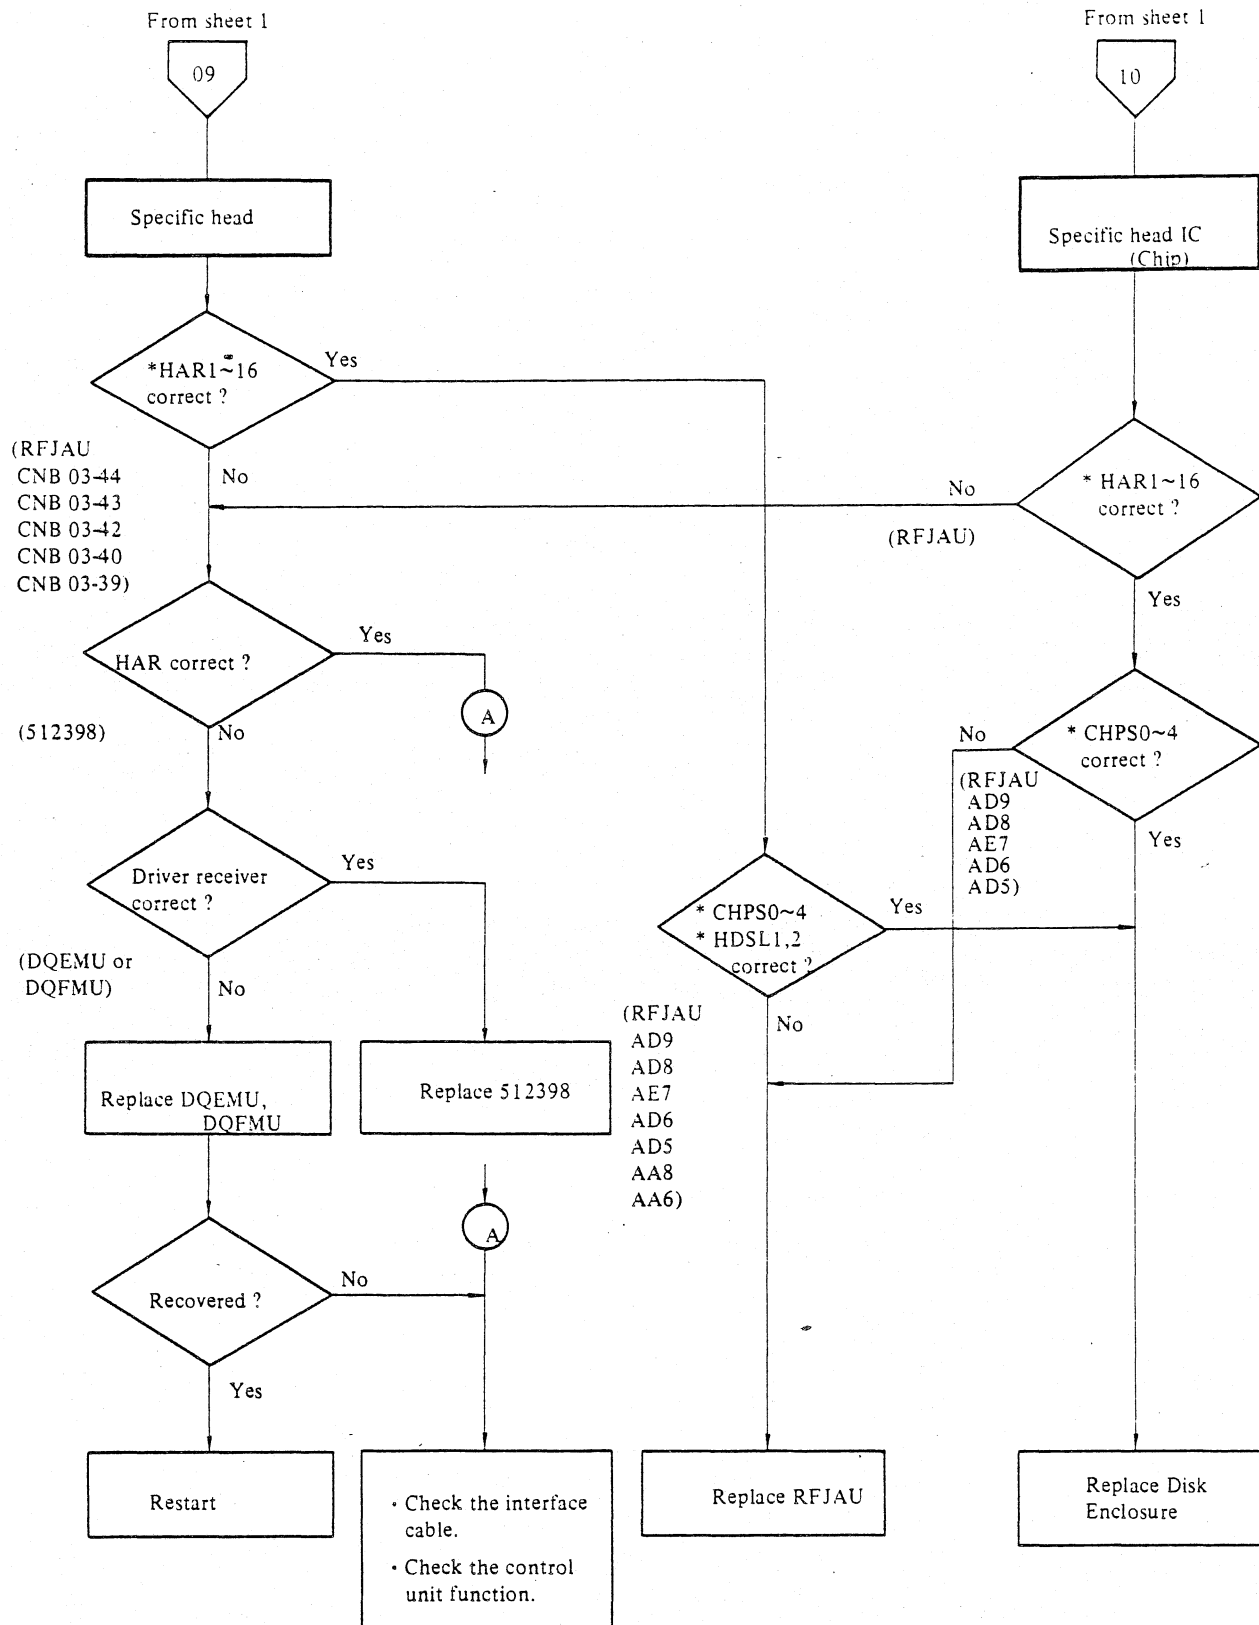 From sheet 1
09
Specific head
*HAR1~16
correct ?
Yes
No
(RFJAU
CNB 03-44
CNB 03-43
CNB 03-42
CNB 03-40
CNB 03-39)
HAR correct ?
Yes
A
(512398)
No
Driver receiver
correct ?
Yes
(DQEMU or
DQFMU)
No
Replace DQEMU,
DQFMU
Replace 512398
A
Recovered ?
No
Yes
Restart
· Check the interface
cable.
· Check the control
unit function.
From sheet 1
10
Specific head IC
(Chip)
* HAR1~16
correct ?
No
(RFJAU)
Yes
* CHPS0~4
correct ?
No
(RFJAU
AD9
AD8
AE7
AD6
AD5)
Yes
* CHPS0~4
* HDSL1,2
correct ?
Yes
No
(RFJAU
AD9
AD8
AE7
AD6
AD5
AA8
AA6)
Replace RFJAU
Replace Disk
Enclosure